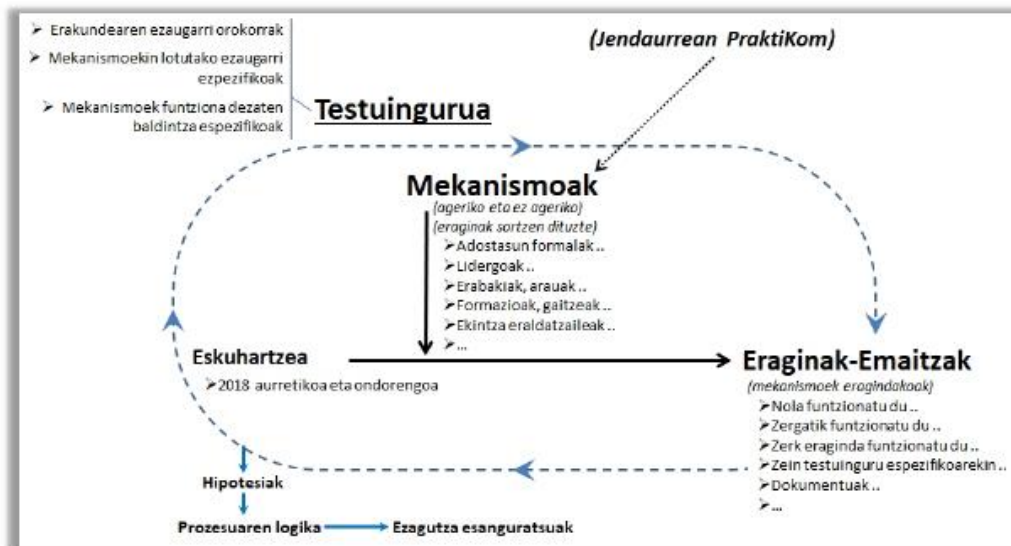 ➤ Erakundearen ezaugarri orokorrak
➤ Mekanismoekin lotutako ezaugarri
ezpezifikoak
➤ Mekanismoek funtziona dezaten
baldintza espezifikoak
Testuingurua
(Jendaurrean PraktiKom)
Mekanismoak
(ageriko eta ez ageriko)
(eraginak sortzen dituzte)
➤Adostasun formalak ..
➤Lidergoak ..
➤Erabakiak, arauak ..
➤Formazioak, gaitzeak ..
➤Ekintza eraldatzaileak ..
➤...
Eskuhartzea
➤2018 aurretikoa eta ondorengoa
Eraginak-Emaitzak
(mekanismoek eragindakoak)
➤Nola funtzionatu du ..
➤Zergatik funtzionatu du ..
➤Zerk eraginda funtzionatu du ..
➤Zein testuinguru espezifikoarekin ..
➤Dokumentuak ..
➤...
Hipotesiak
Prozesuaren logika
Ezagutza esanguratsuak